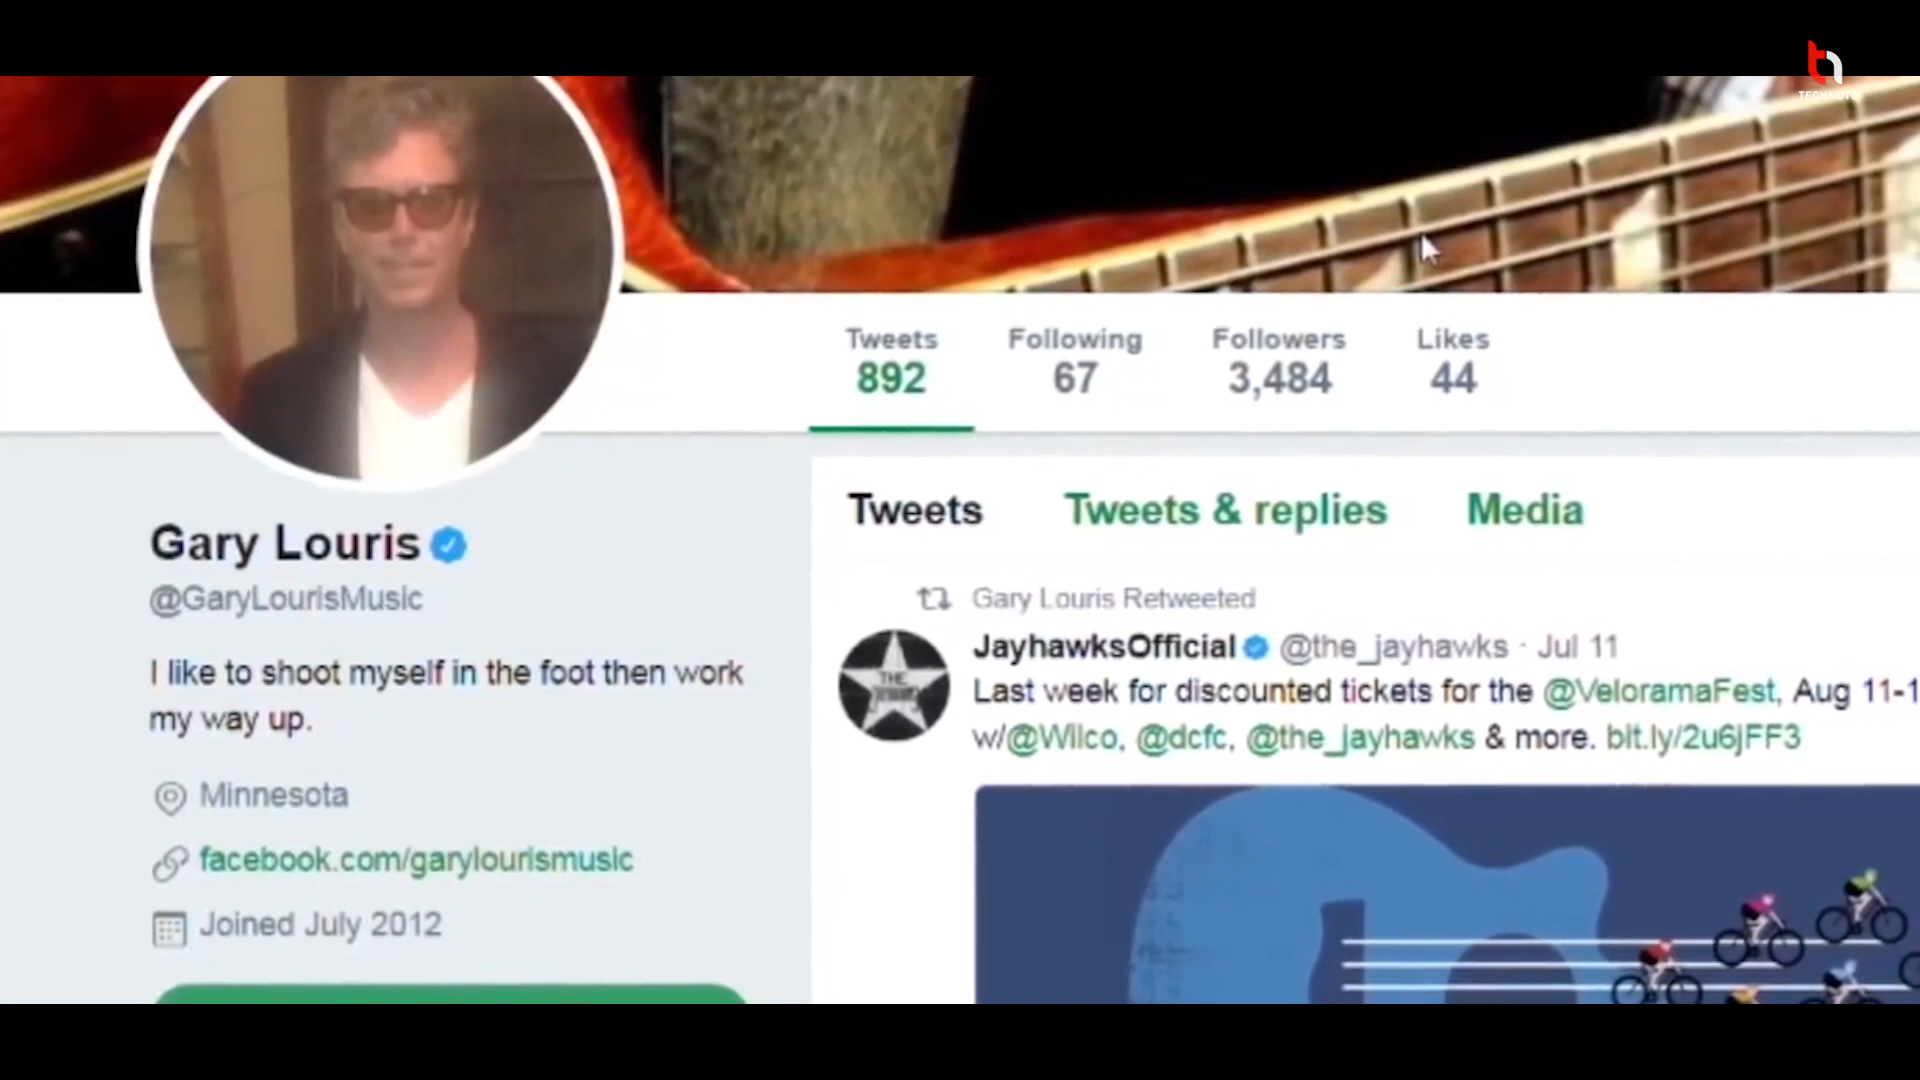 Tweets Following Followers Likes
892 67 3,484 44
Gary Louris
@GaryLourisMusic
I like to shoot myself in the foot then work
my way up.
Minnesota
facebook.com/garylourismusic
Joined July 2012
Tweets Tweets & replies Media
Gary Louris Retweeted
JayhawksOfficial @the_jayhawks · Jul 11
Last week for discounted tickets for the @VeloramaFest, Aug 11-1
w/@Wilco, @dcfc, @the_jayhawks & more. bit.ly/2u6jFF3
THE